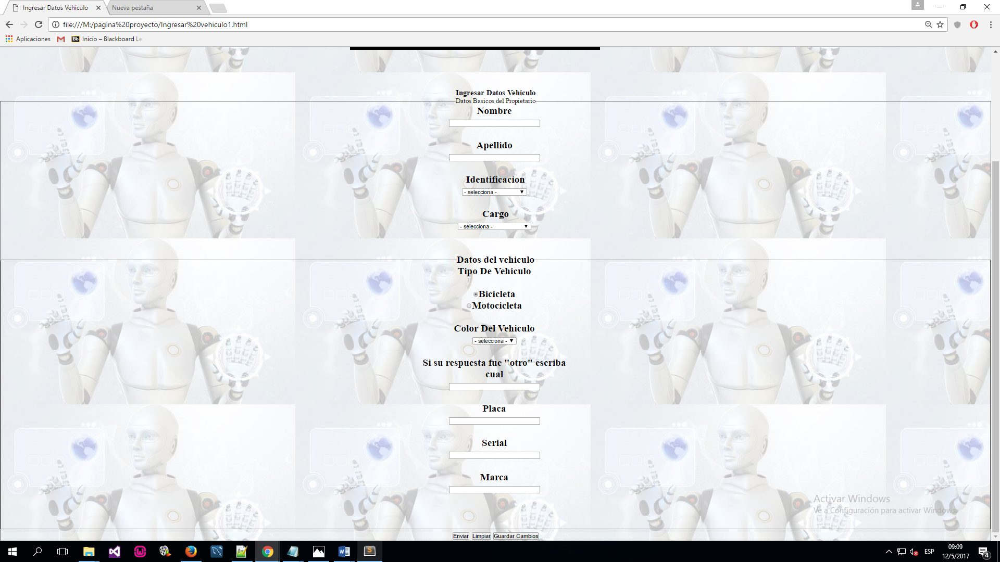 Ingresar Datos Vehiculo
Nueva pestaña
file:///M:/pagina%20proyecto/Ingresar%20vehiculo1.html
Aplicaciones
Bb Inicio – Blackboard Le
Ingresar Datos Vehiculo
Datos Basicos del Propietario
Nombre
Apellido
Identificacion
- selecciona -
Cargo
- selecciona -
Datos del vehiculo
Tipo De Vehiculo
Bicicleta
Motocicleta
Color Del Vehiculo
- selecciona -
Si su respuesta fue "otro" escriba
cual
Placa
Serial
Marca
Activar Windows
Ve a Configuración para activar Windows.
Enviar Limpiar Guardar Cambios
ESP
09:09
12/5/2017
4